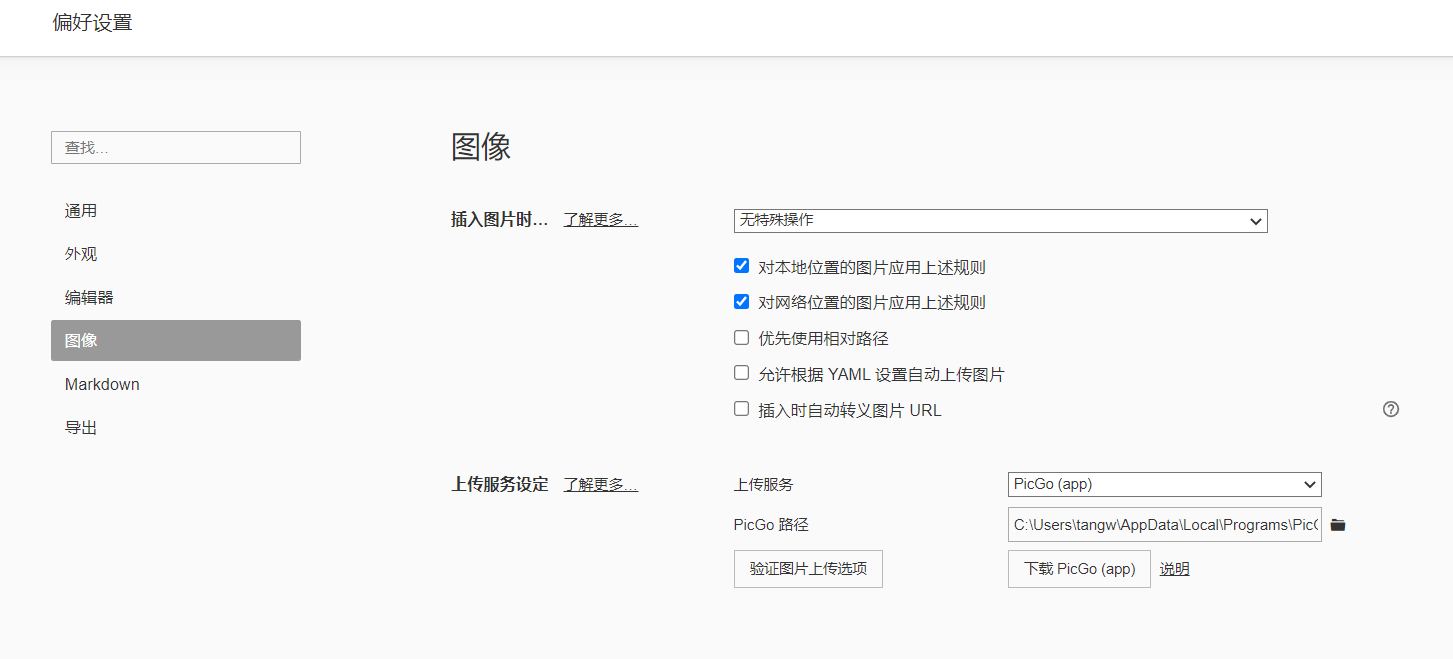 偏好设置
查找…
通用
外观
编辑器
图像
Markdown
导出
图像
插入图片时… 了解更多… 无特殊操作
对本地位置的图片应用上述规则
对网络位置的图片应用上述规则
优先使用相对路径
允许根据 YAML 设置自动上传图片
插入时自动转义图片 URL
上传服务设定 了解更多… 上传服务 PicGo (app)
PicGo 路径 C:\Users\tangw\AppData\Local\Programs\Pic
验证图片上传选项 下载 PicGo (app) 说明